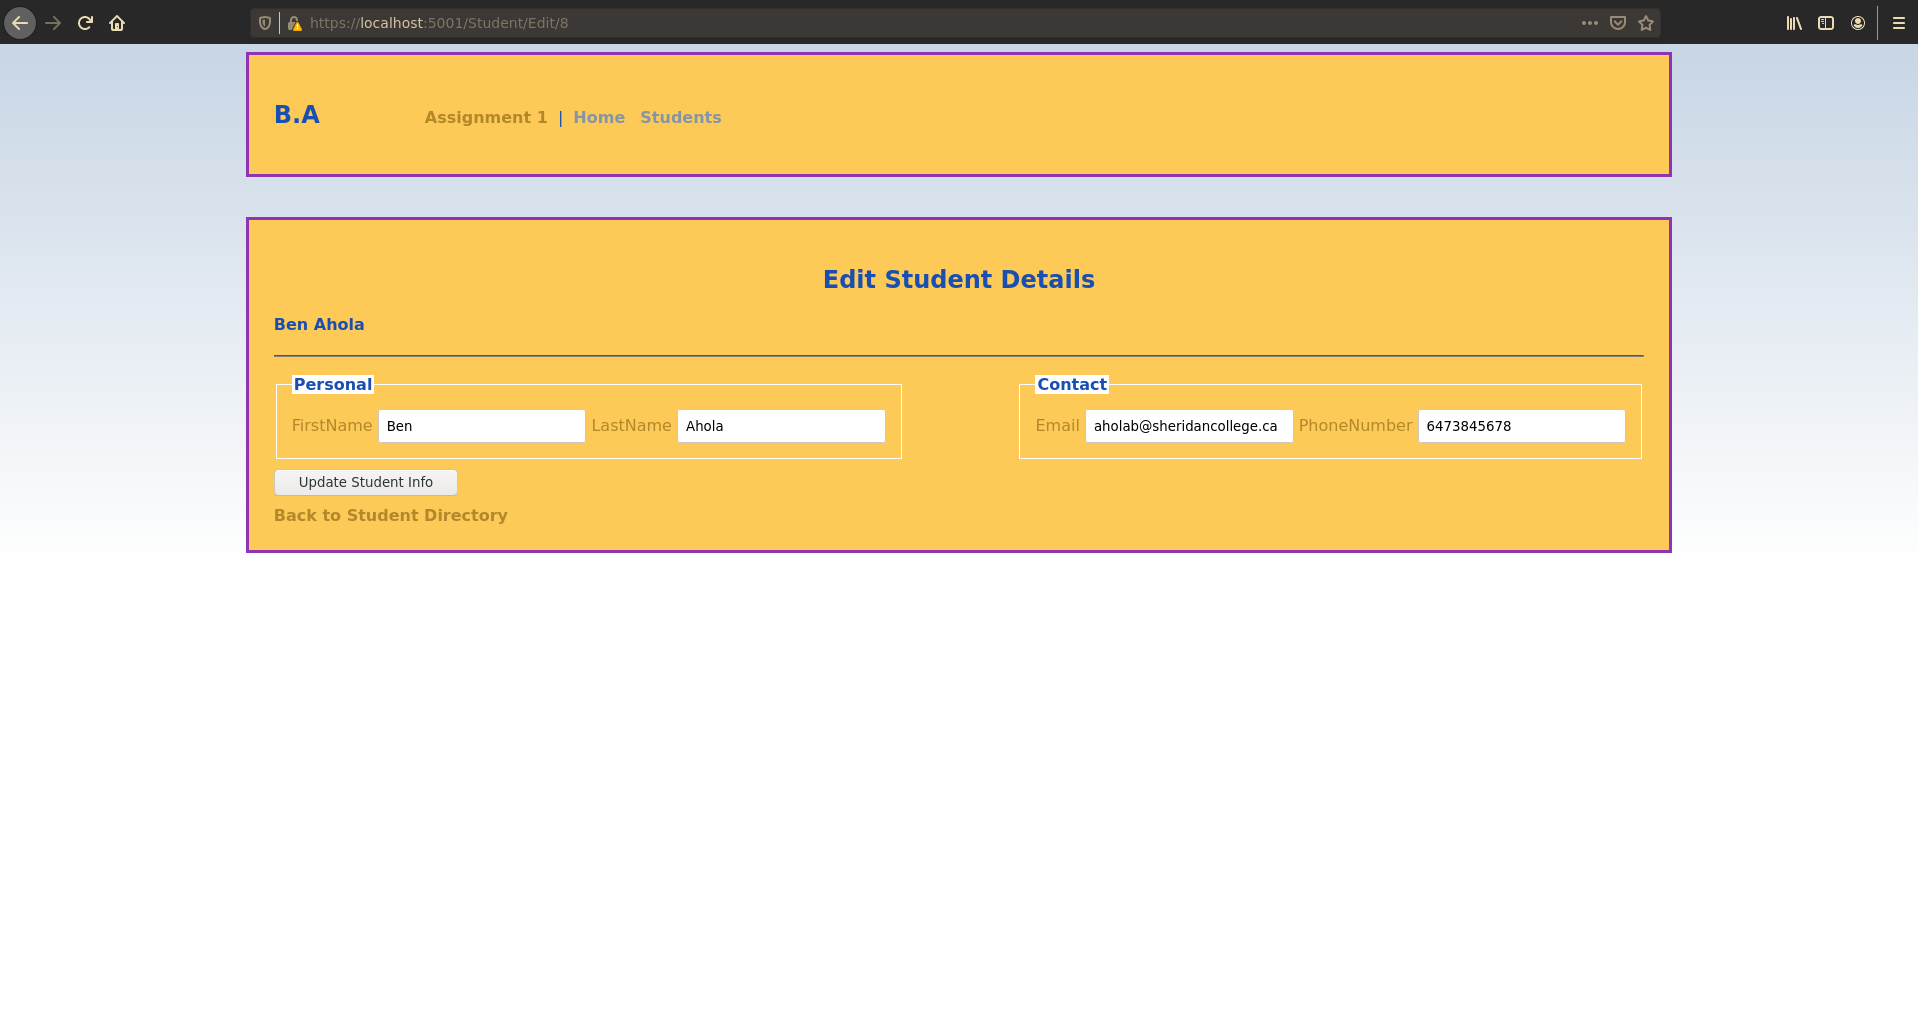 https://localhost:5001/Student/Edit/8
B.A Assignment 1 | Home Students
Edit Student Details
Ben Ahola
Personal Contact
FirstName Ben LastName Ahola Email aholab@sheridancollege.ca PhoneNumber 6473845678
Update Student Info
Back to Student Directory